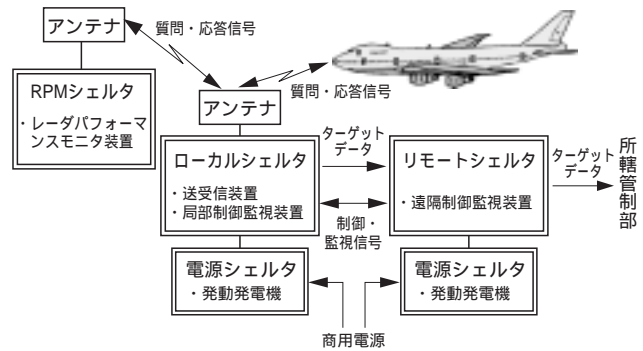 アンテナ
質問・応答信号
RPMシェルタ
・レーダパフォーマ
ンスモニタ装置
アンテナ
質問・応答信号
ローカルシェルタ
・送受信装置
・局部制御監視装置
ターゲット
データ
制御・
監視信号
リモートシェルタ
・遠隔制御監視装置
ターゲット
データ
所轄管制部
電源シェルタ
・発動発電機
電源シェルタ
・発動発電機
商用電源